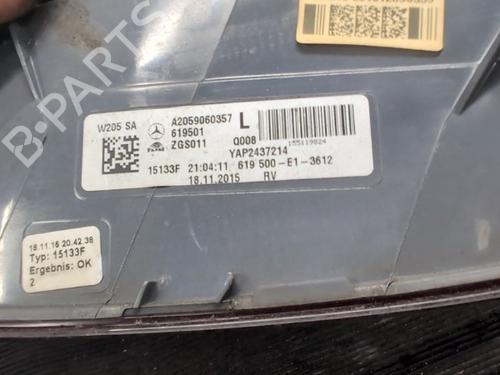 B-PARTS
W205 SA
A2059060357 L
619501
ZGS011 Q008
155119824
YAP2437214
15133F 21:04:11 619 500-E1-3612
18.11.2015 RV
18.11.15 20.42.38
Typ: 15133F
Ergebnis: OK
2